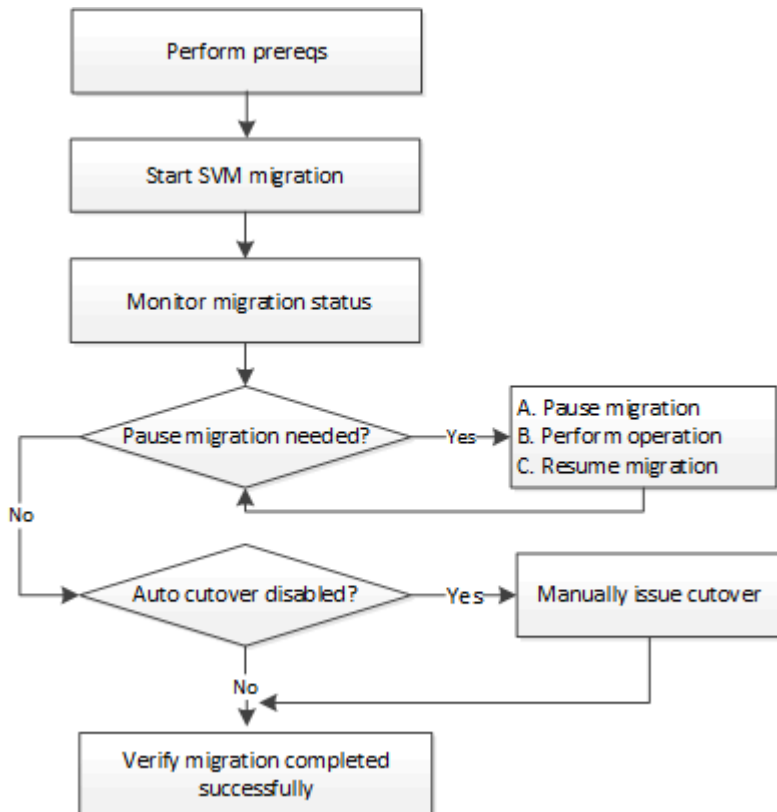 Perform prereqs
Start SVM migration
Monitor migration status
Pause migration needed?
Yes
A. Pause migration
B. Perform operation
C. Resume migration
No
Auto cutover disabled?
Yes
Manually issue cutover
No
Verify migration completed
successfully